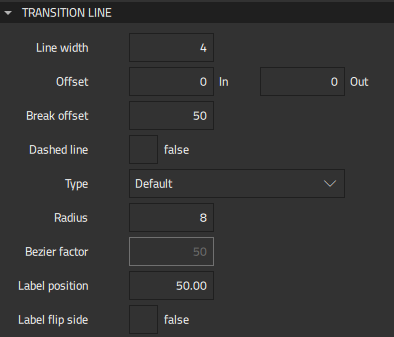 TRANSITION LINE
Line width 4
Offset 0 In 0 Out
Break offset 50
Dashed line false
Type Default
Radius 8
Bezier factor 50
Label position 50.00
Label flip side false